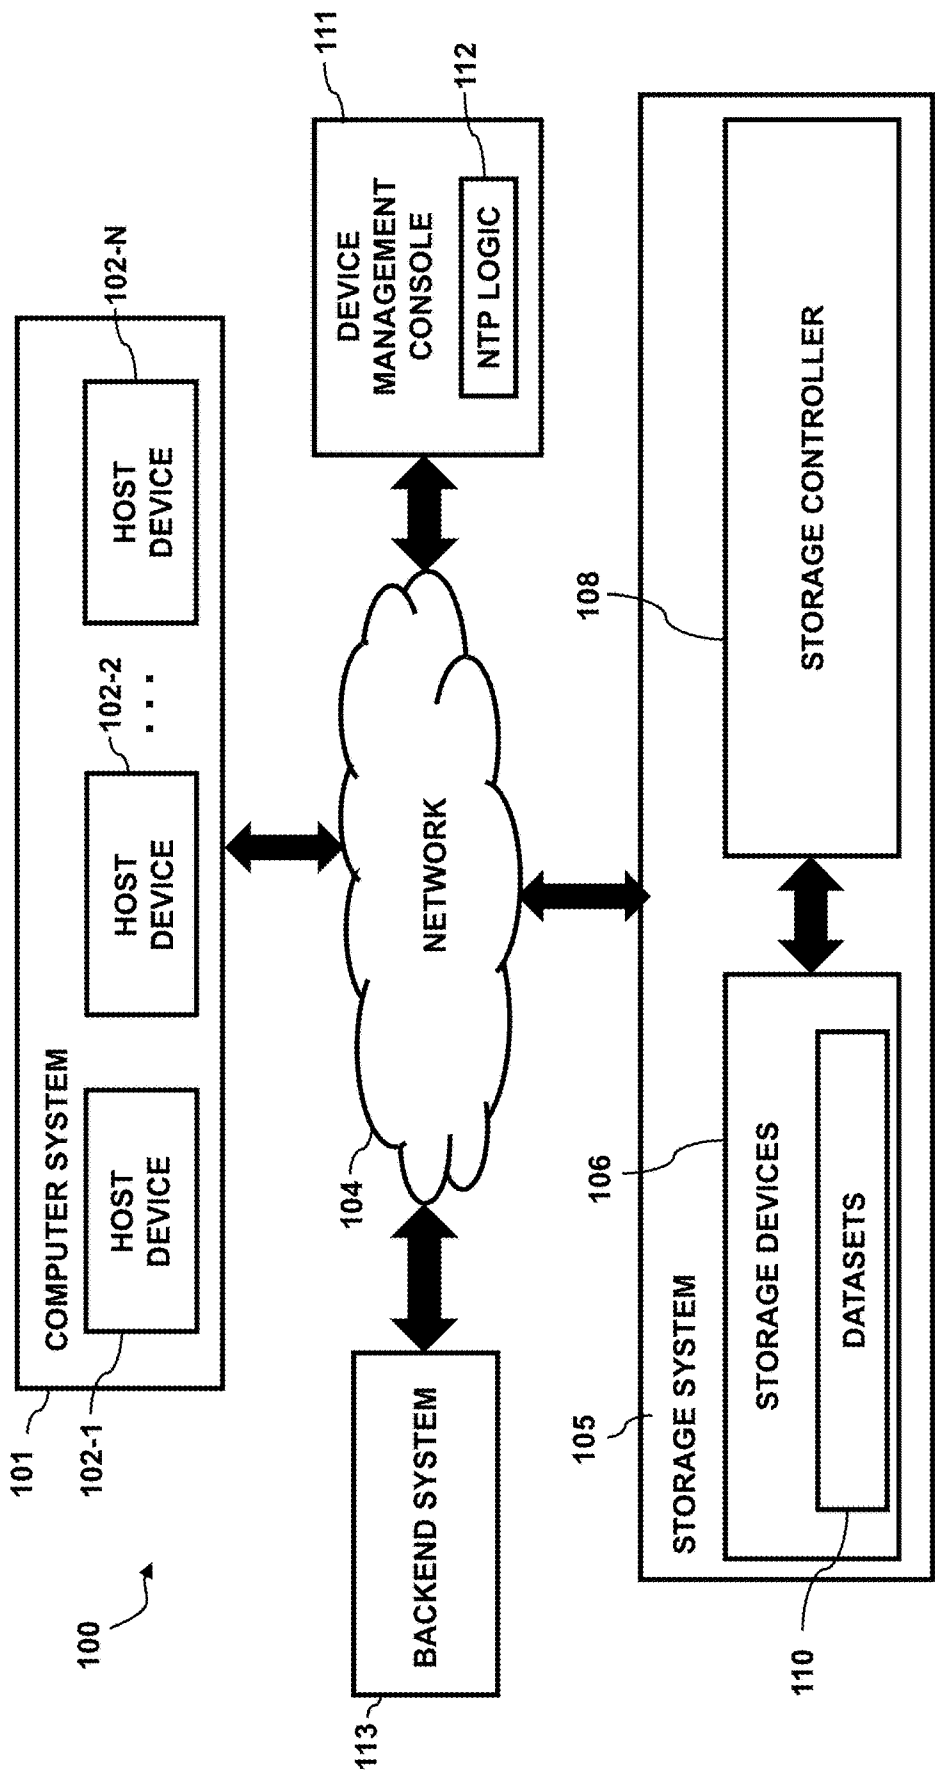 100
101
COMPUTER SYSTEM
102-1
HOST
DEVICE
102-2
HOST
DEVICE
. . .
102-N
HOST
DEVICE
113
BACKEND SYSTEM
104
NETWORK
111
DEVICE
MANAGEMENT
CONSOLE
112
NTP LOGIC
105
STORAGE SYSTEM
106
STORAGE DEVICES
110
DATASETS
108
STORAGE CONTROLLER